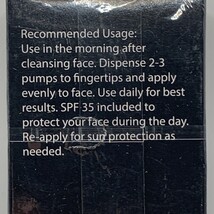 Recommended Usage:
Use in the morning after
cleansing face. Dispense 2-3
pumps to fingertips and apply
evenly to face. Use daily for best
results. SPF 35 included to
protect your face during the day.
Re-apply for sun protection as
needed.